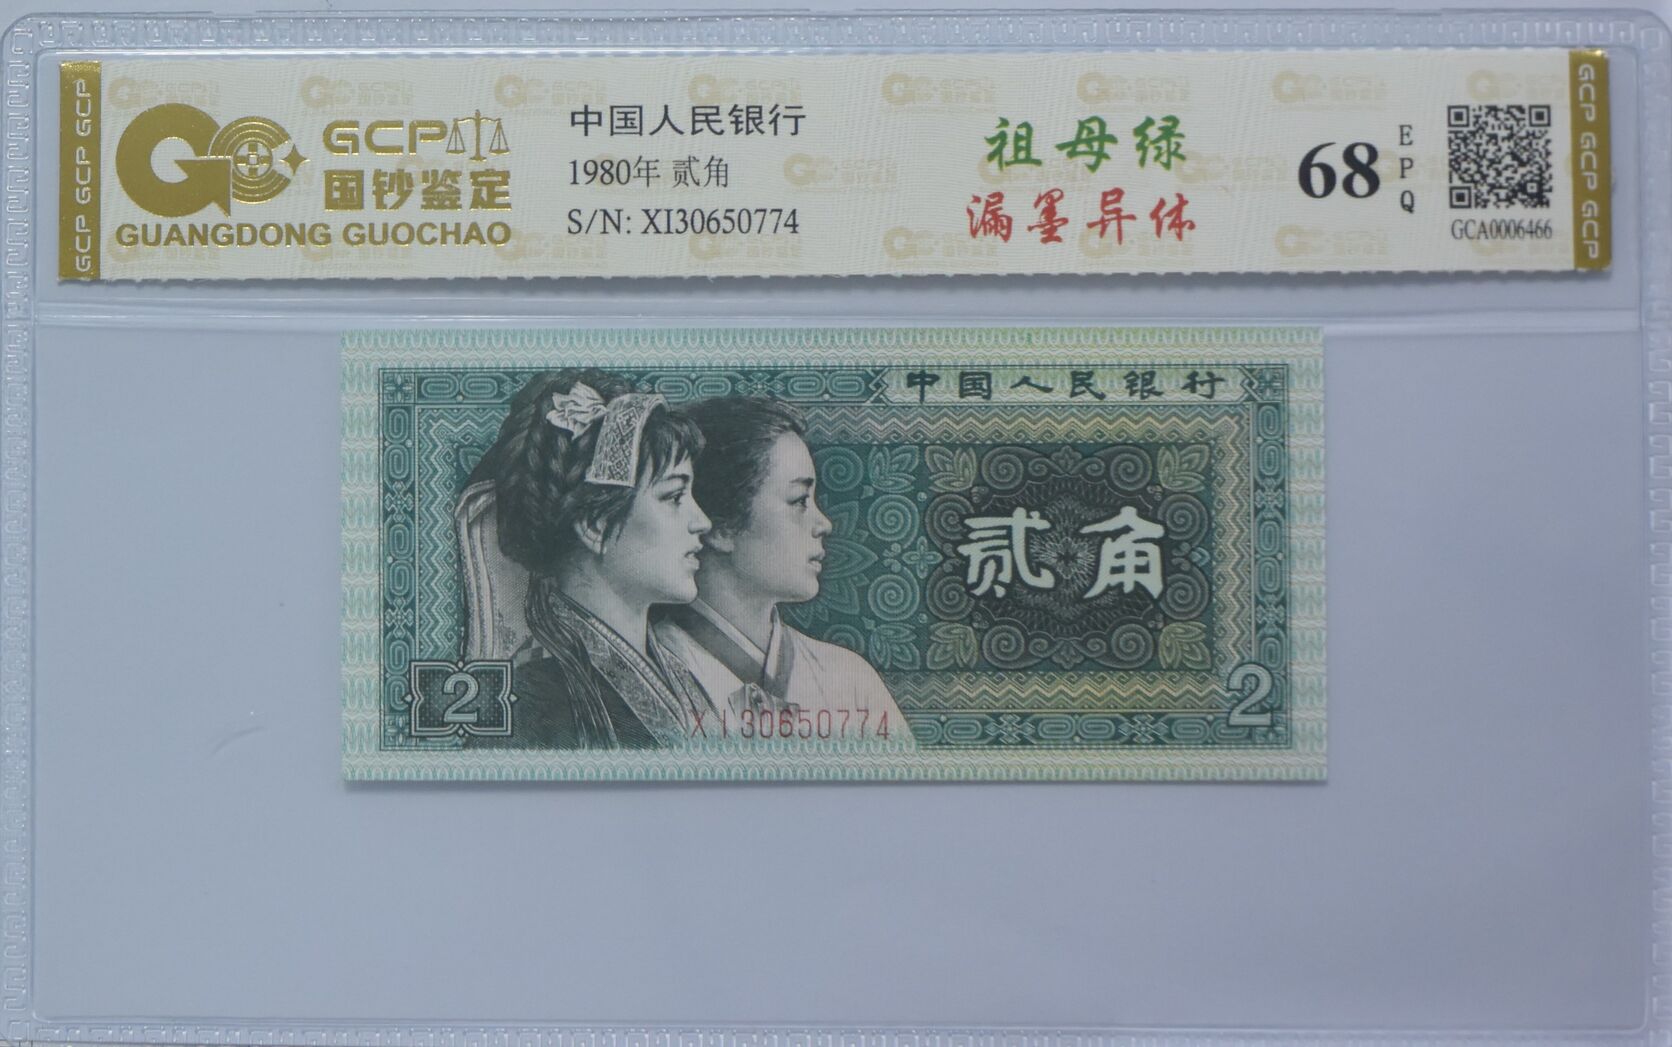 GCP GCP GCP
GCP
国钞鉴定
GUANGDONG GUOCHAO
中国人民银行
1980年 贰角
S/N: XI30650774
祖母绿
漏墨异体
68
EPQ
GCA0006466
GCP GCP GCP
中国人民银行
贰角
2
2
XI30650774